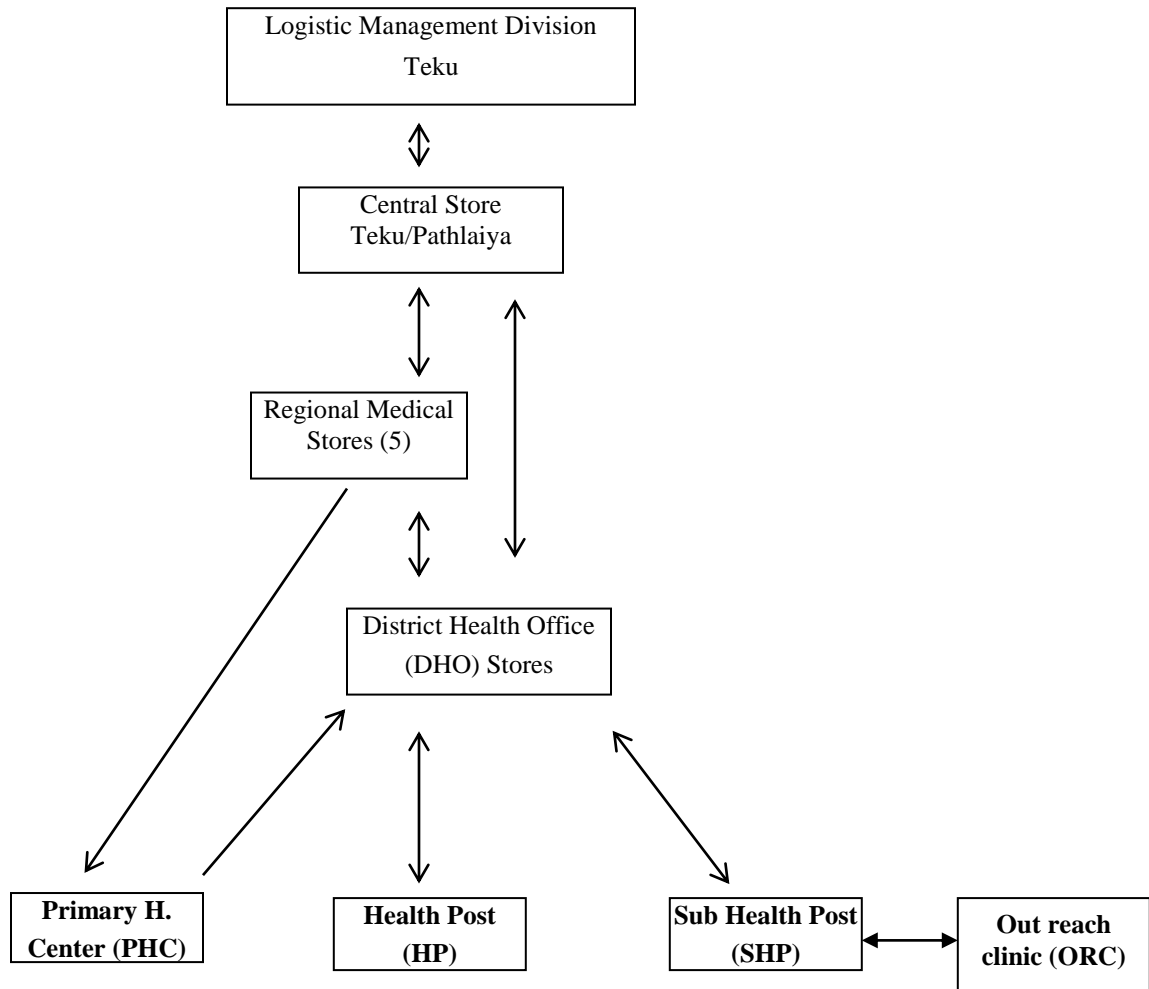 Logistic Management Division
Teku
Central Store
Teku/Pathlaiya
Regional Medical
Stores (5)
District Health Office
(DHO) Stores
Primary H.
Center (PHC)
Health Post
(HP)
Sub Health Post
(SHP)
Out reach
clinic (ORC)